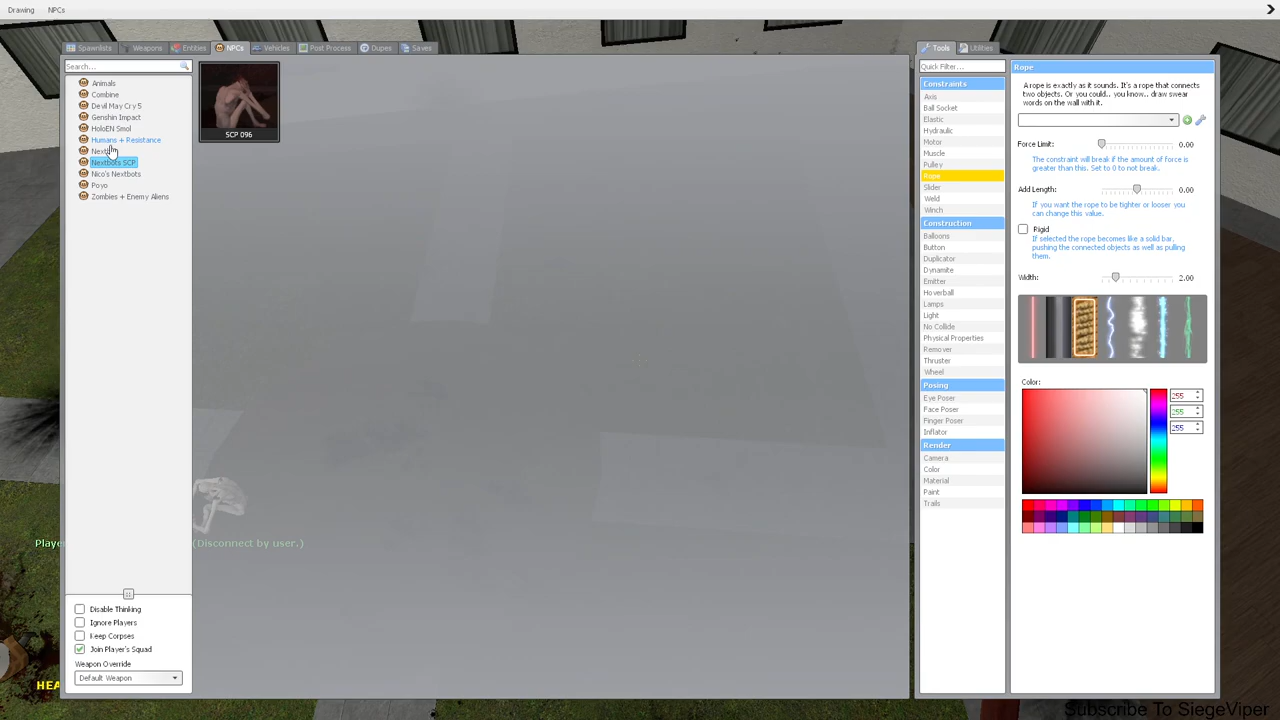 Drawing NPCs
Spawnlists Weapons Entities NPCs Vehicles Post Process Dupes Saves
Search...
Animals
Combine
Devil May Cry 5
Genshin Impact
HoloEN Smol
Humans + Resistance
Nextbots SCP
Nico's Nextbots
Poyo
Zombies + Enemy Aliens
SCP 096
Player
(Disconnect by user.)
Disable Thinking
Ignore Players
Keep Corpses
Join Player's Squad
Weapon Override
Default Weapon
HEA
Tools Utilities
Quick Filter...
Constraints
Axis
Ball Socket
Elastic
Hydraulic
Motor
Muscle
Pulley
Rope
Slider
Weld
Winch
Construction
Balloons
Button
Duplicator
Dynamite
Emitter
Hoverball
Lamps
Light
No Collide
Physical Properties
Remover
Thruster
Wheel
Posing
Eye Poser
Face Poser
Finger Poser
Inflator
Render
Camera
Color
Material
Paint
Trails
Rope
A rope is exactly as it sounds. It's a rope that connects
two objects. Or you could.. you know.. draw swear
words on the wall with it.
Force Limit: 0.00
The constraint will break if the amount of force is
greater than this. Set to 0 to not break.
Add Length: 0.00
If you want the rope to be tighter or looser you
can change this value.
Rigid
If selected the rope becomes like a solid bar,
pushing the connected objects as well as pulling
them.
Width: 2.00
Color:
255
255
255
Subscribe To SiegeViper